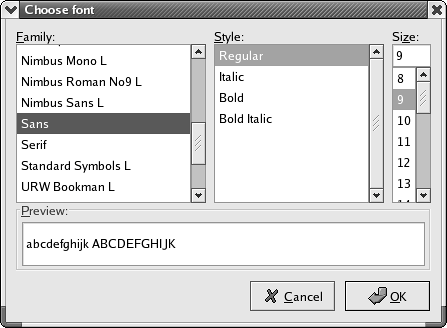 Choose font
Family:
Style:
Size:
Nimbus Mono L
Nimbus Roman No9 L
Nimbus Sans L
Sans
Serif
Standard Symbols L
URW Bookman L
Regular
Italic
Bold
Bold Italic
9
8
9
10
11
12
13
Preview:
abcdefghijk ABCDEFGHIJK
Cancel
OK